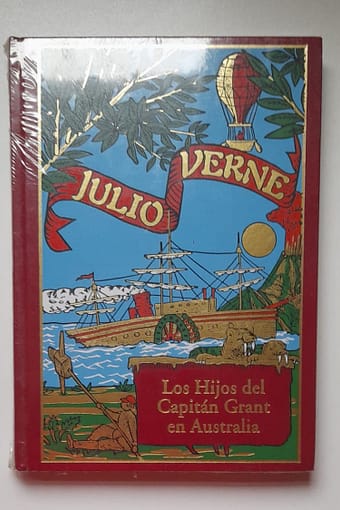 JULIO
VERNE
Los Hijos del
Capitán Grant
en Australia